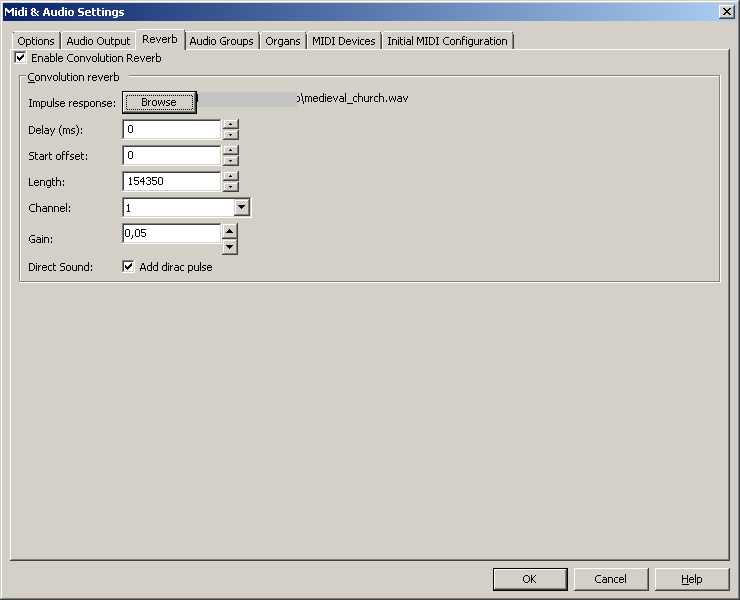 Midi & Audio Settings
Options Audio Output Reverb Audio Groups Organs MIDI Devices Initial MIDI Configuration
Enable Convolution Reverb
Convolution reverb
Impulse response: Browse \medieval_church.wav
Delay (ms): 0
Start offset: 0
Length: 154350
Channel: 1
Gain: 0,05
Direct Sound: Add dirac pulse
OK Cancel Help